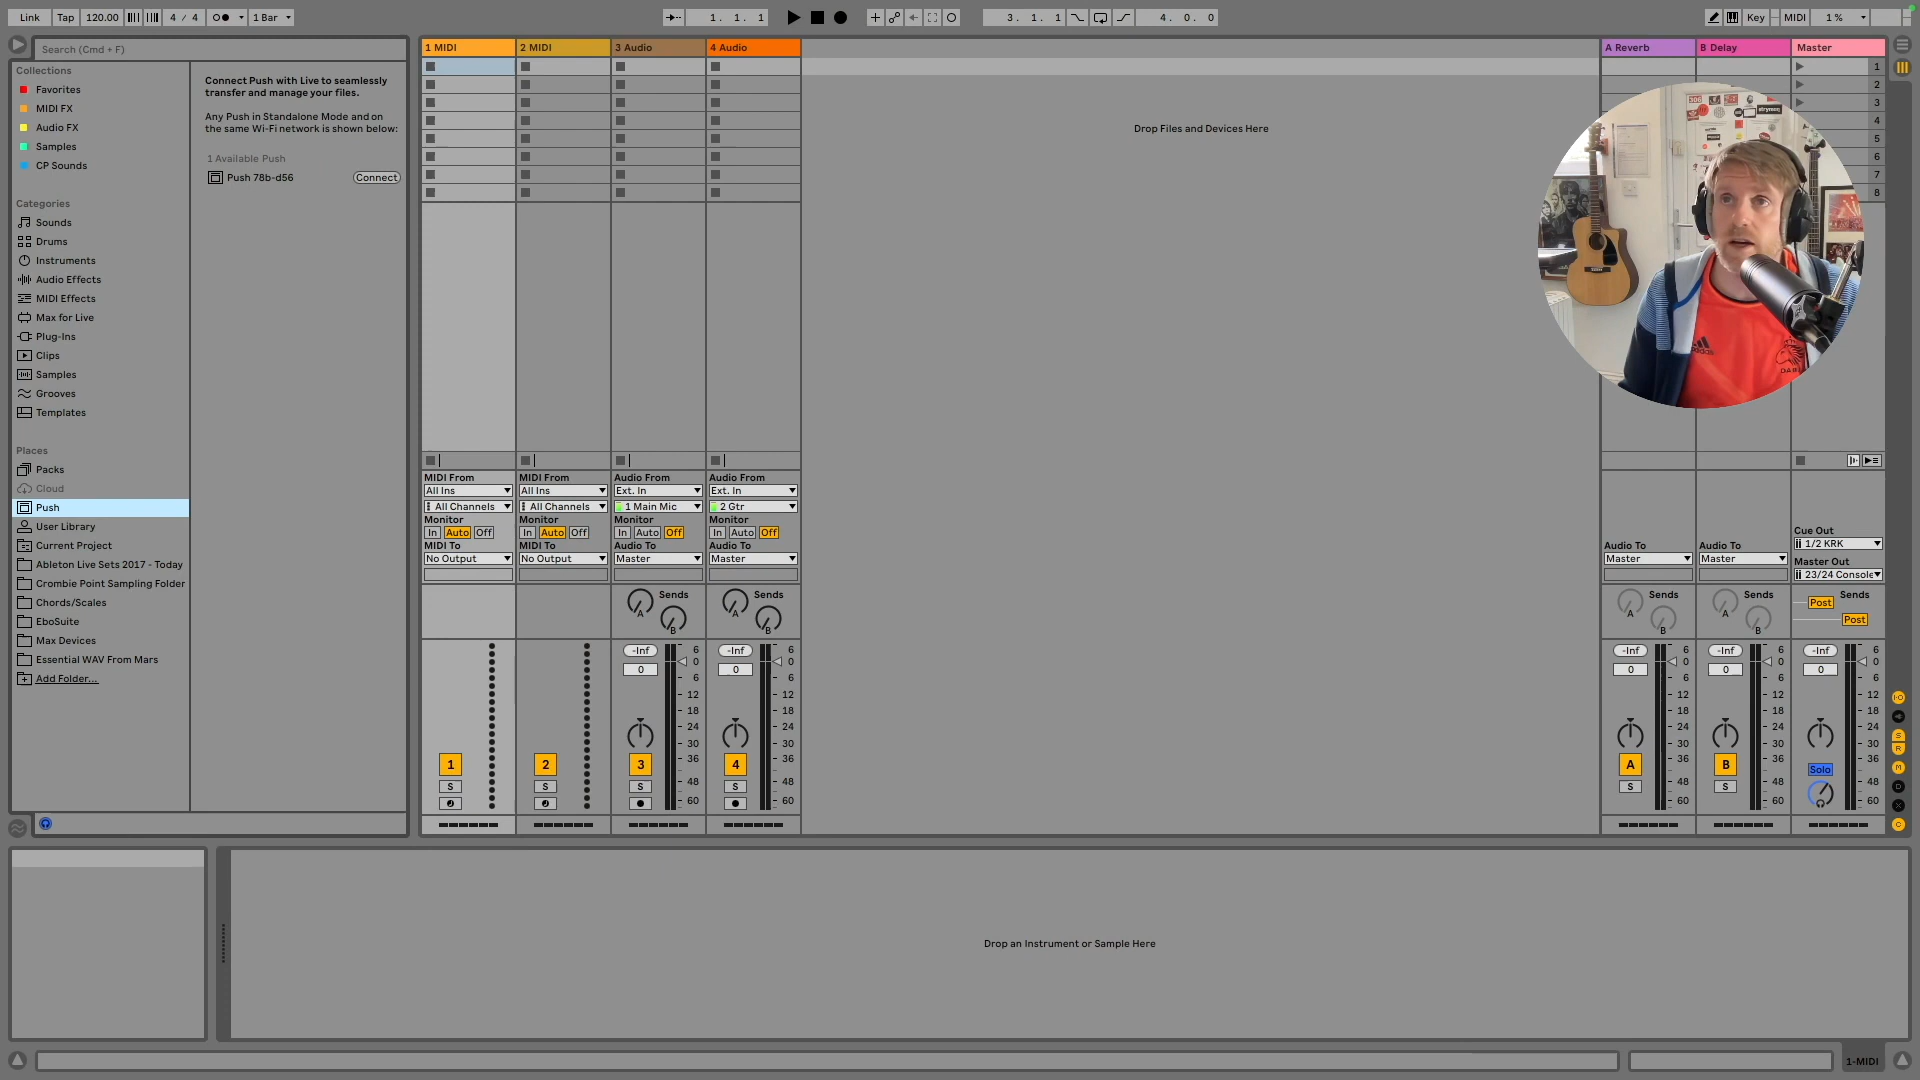 Link Tap 120.00 4 / 4 1 Bar 1. 1. 1 3. 1. 1 4. 0. 0 Key MIDI 1 %
Search (Cmd + F)
Collections
Favorites
MIDI FX
Audio FX
Samples
CP Sounds
Categories
Sounds
Drums
Instruments
Audio Effects
MIDI Effects
Max for Live
Plug-Ins
Clips
Samples
Grooves
Templates
Places
Packs
Cloud
Push
User Library
Current Project
Ableton Live Sets 2017 - Today
Crombie Point Sampling Folder
Chords/Scales
EboSuite
Max Devices
Essential WAV From Mars
Add Folder...
Connect Push with Live to seamlessly
transfer and manage your files.
Any Push in Standalone Mode and on
the same Wi-Fi network is shown below:
1 Available Push
Push 78b-d56 Connect
1 MIDI 2 MIDI 3 Audio 4 Audio A Reverb B Delay Master
1
2
3
4
5
6
7
8
Drop Files and Devices Here
MIDI From MIDI From Audio From Audio From
All Ins All Ins Ext. In Ext. In
All Channels All Channels 1 Main Mic 2 Gtr
Monitor Monitor Monitor Monitor
In Auto Off In Auto Off In Auto Off In Auto Off
MIDI To MIDI To Audio To Audio To Audio To Audio To
No Output No Output Master Master Master Master
Cue Out
1/2 KRK
Master Out
23/24 Console
Sends Sends Sends Sends Sends
A A A A Post
B B B B Post
-Inf -Inf -Inf -Inf -Inf
0 0 0 0 0
6 6 6 6 6
0 0 0 0 0
6 6 6 6 6
12 12 12 12 12
18 18 18 18 18
24 24 24 24 24
30 30 30 30 30
36 36 36 36 36
48 48 48 48 48
60 60 60 60 60
1 2 3 4 A B Solo
S S S S S S
Drop an Instrument or Sample Here
1-MIDI